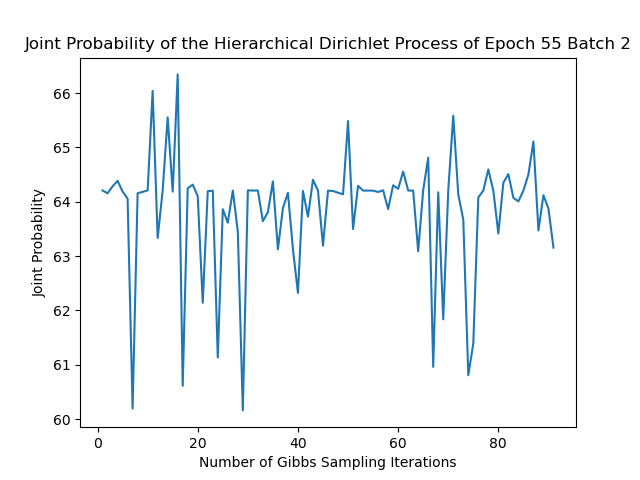 Joint Probability of the Hierarchical Dirichlet Process of Epoch 55 Batch 2
66
65
64
63
62
61
60
Joint Probability
0 20 40 60 80
Number of Gibbs Sampling Iterations